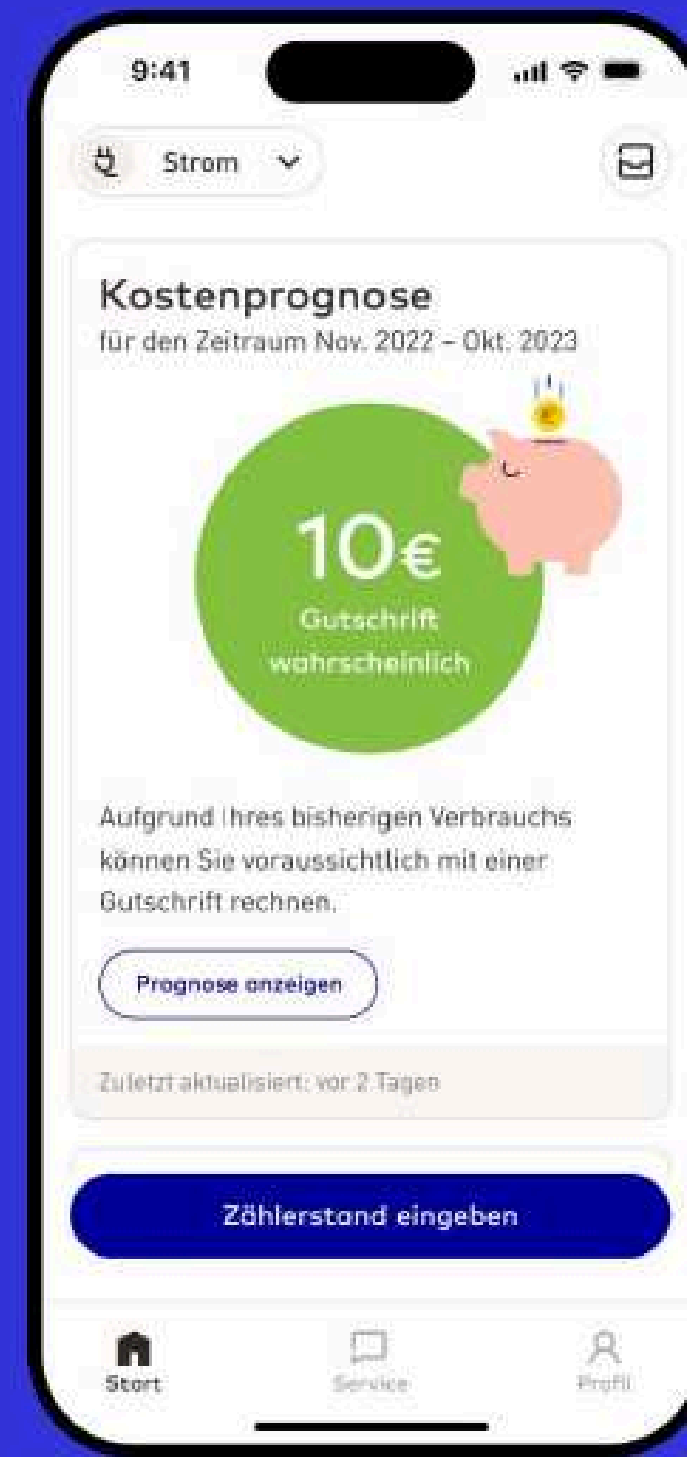 9:41
Strom
Kostenprognose
für den Zeitraum Nov. 2022 – Okt. 2023
10€
Gutschrift
wahrscheinlich
Aufgrund Ihres bisherigen Verbrauchs
können Sie voraussichtlich mit einer
Gutschrift rechnen.
Prognose anzeigen
Zuletzt aktualisiert: vor 2 Tagen
Zählerstand eingeben
Start
Service
Profil